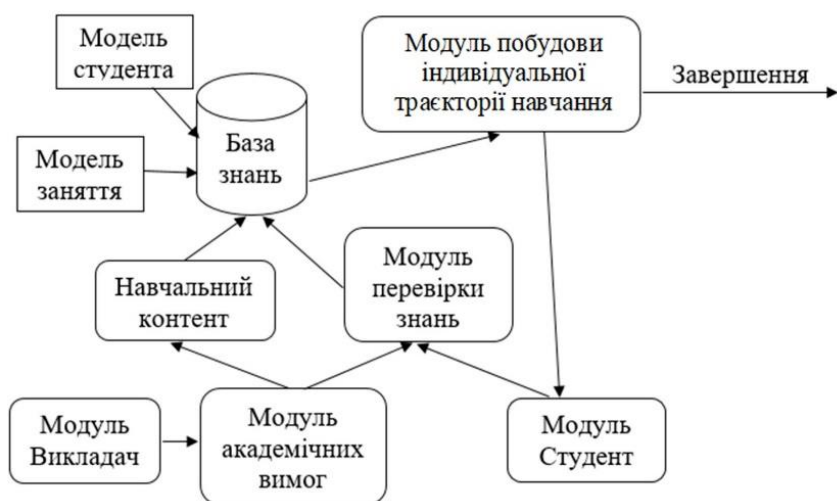 Модель
студента
Модуль побудови
індивідуальної
траєкторії навчання
Завершення
База
знань
Модель
заняття
Модуль
перевірки
знань
Навчальний
контент
Модуль
Викладач
Модуль
академічних
вимог
Модуль
Студент